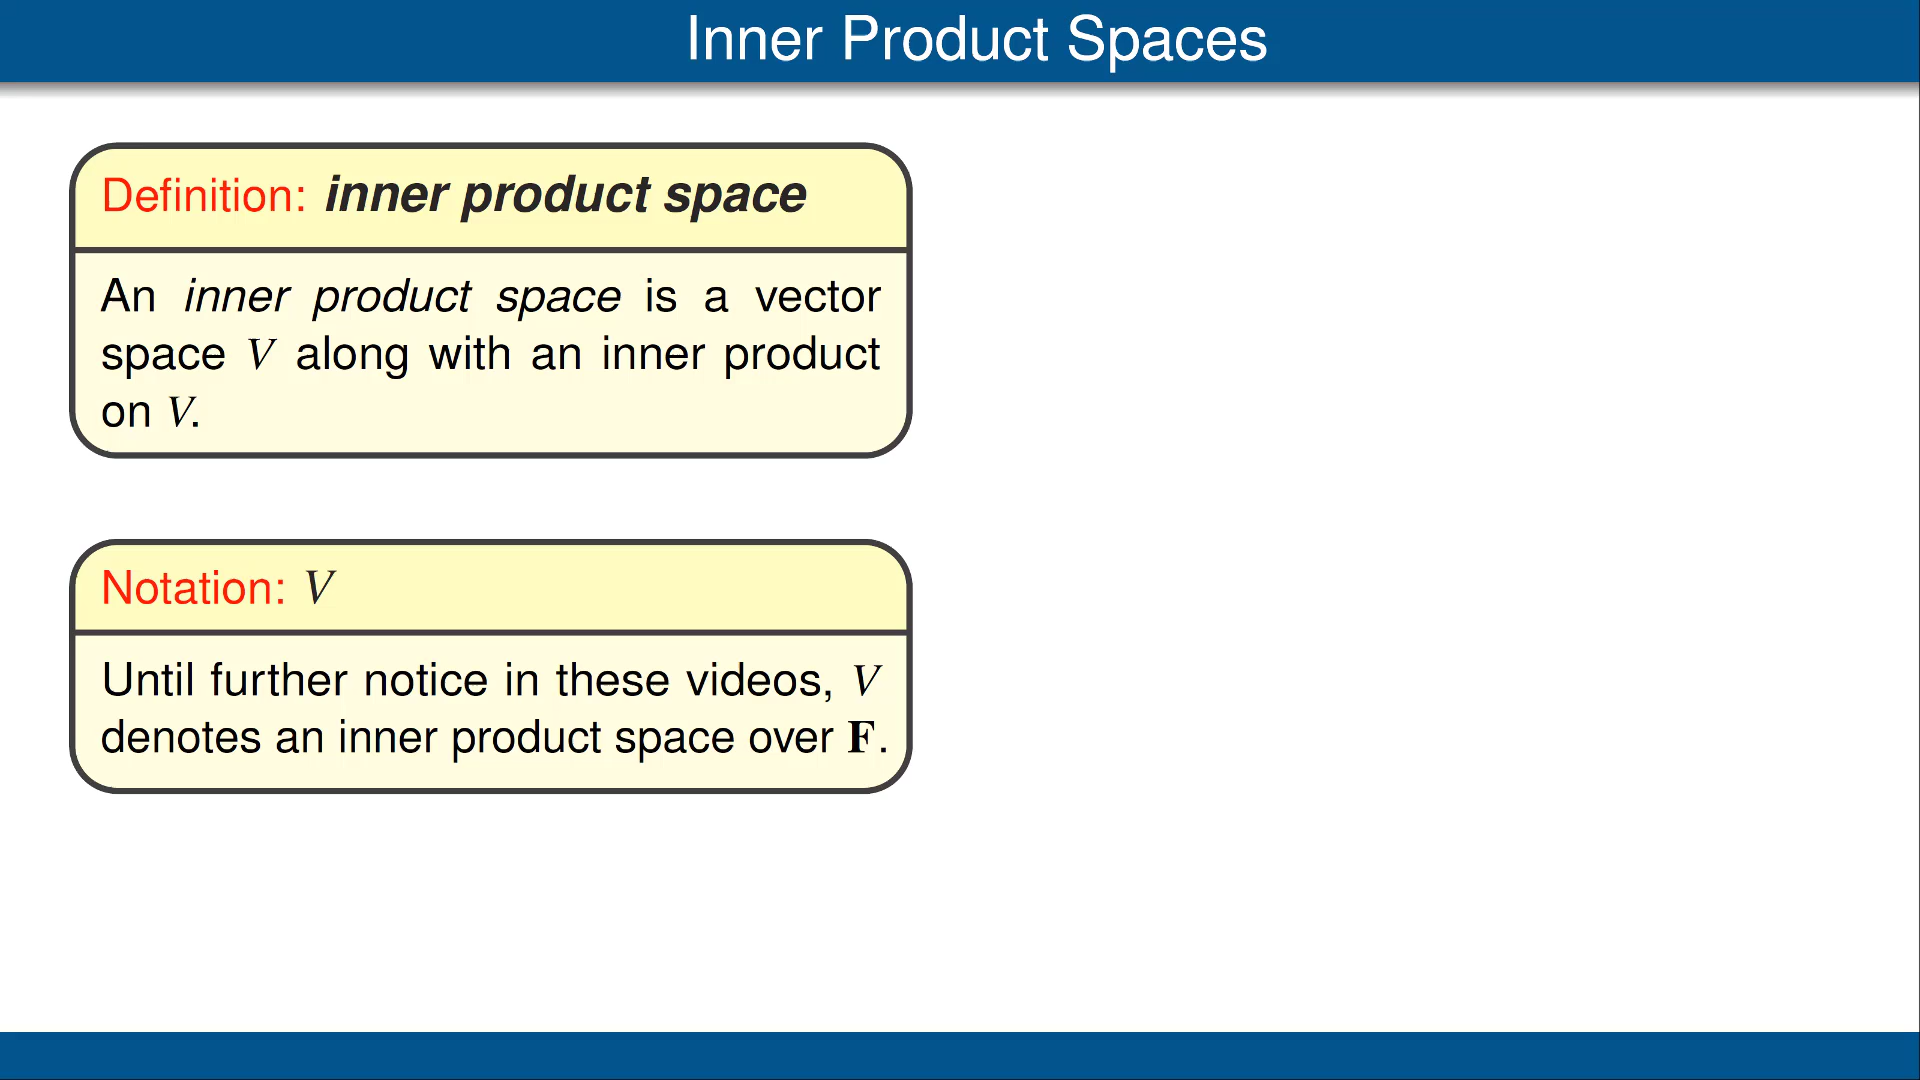 Inner Product Spaces
Definition: inner product space
An inner product space is a vector
space V along with an inner product
on V.
Notation: V
Until further notice in these videos, V
denotes an inner product space over F.